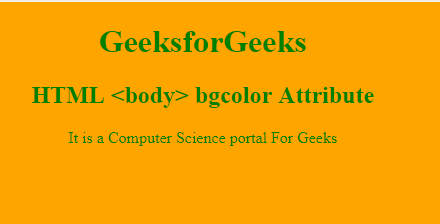 GeeksforGeeks
HTML <body> bgcolor Attribute
It is a Computer Science portal For Geeks